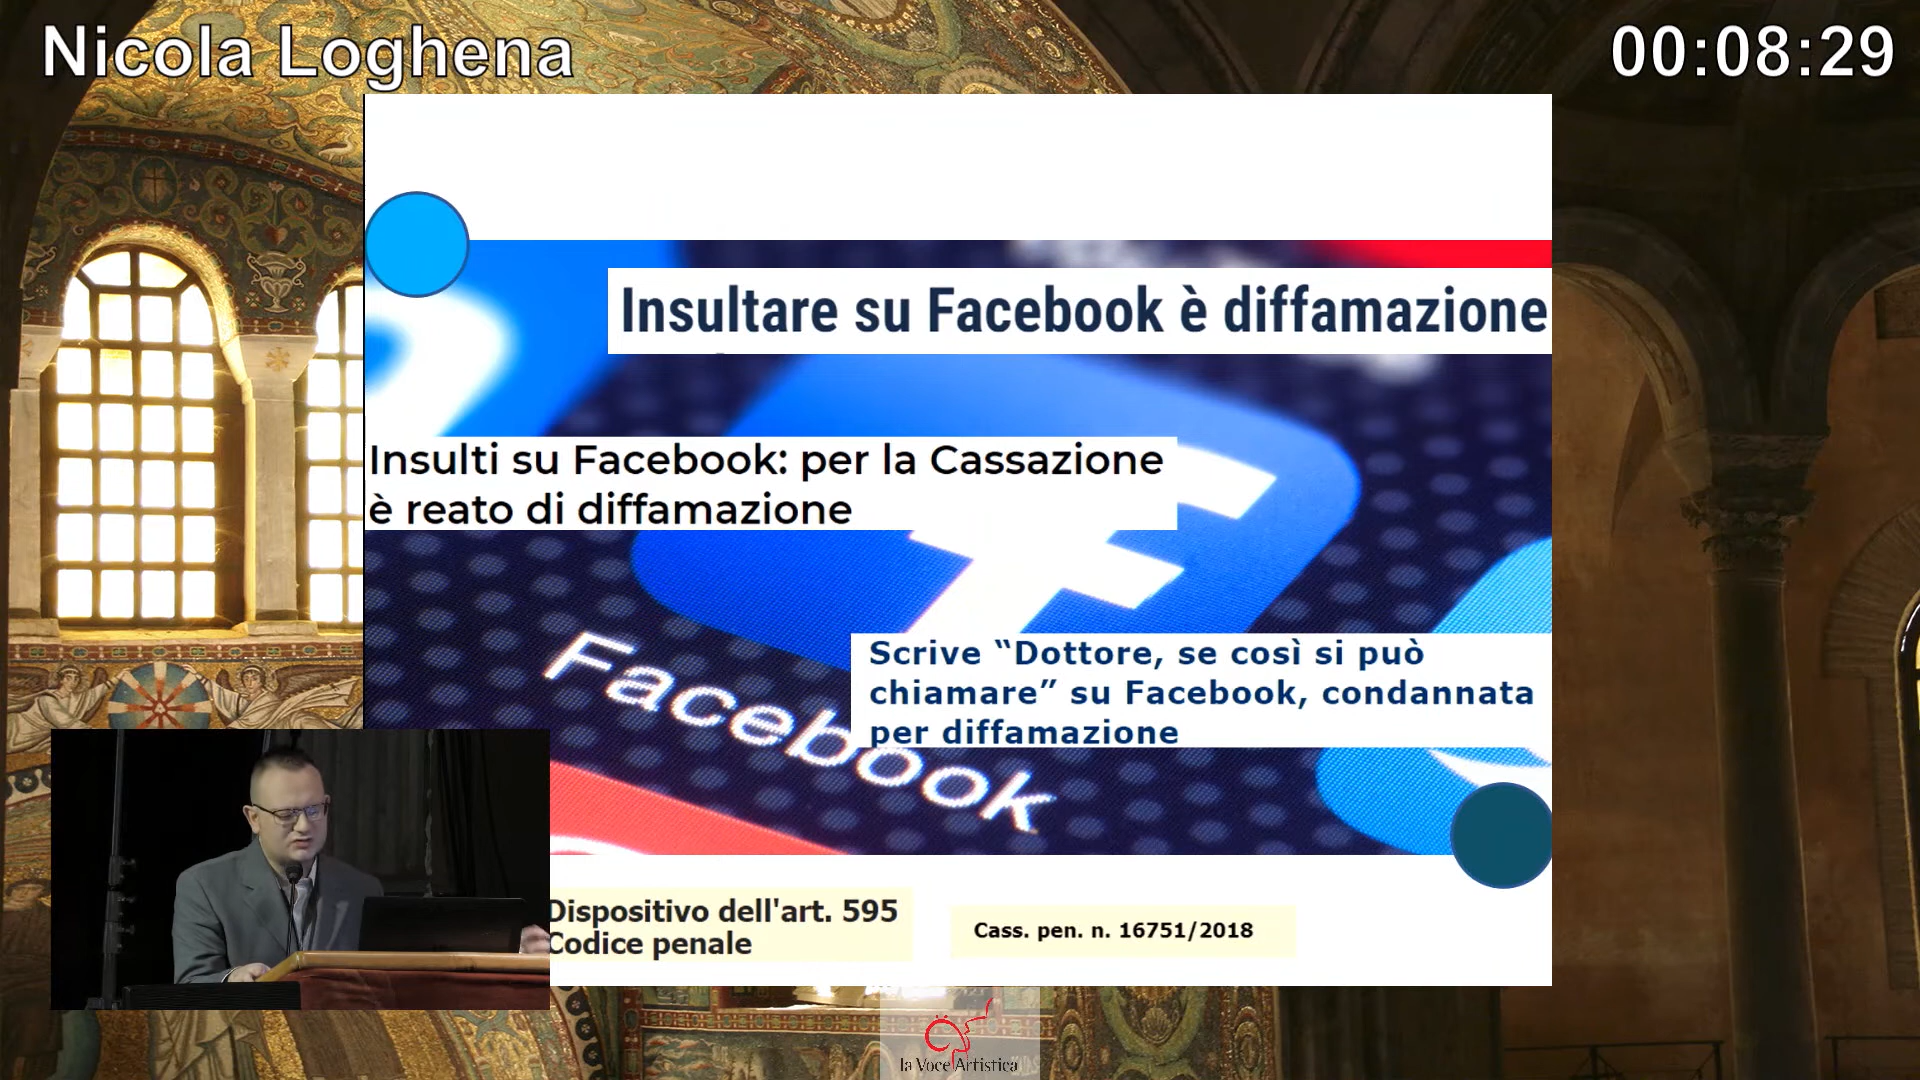 Nicola Loghena
00:08:29
Insultare su Facebook è diffamazione
Insulti su Facebook: per la Cassazione
è reato di diffamazione
Scrive “Dottore, se così si può
chiamare” su Facebook, condannata
per diffamazione
Facebook
Dispositivo dell'art. 595
Codice penale
Cass. pen. n. 16751/2018
la Voce Artistica